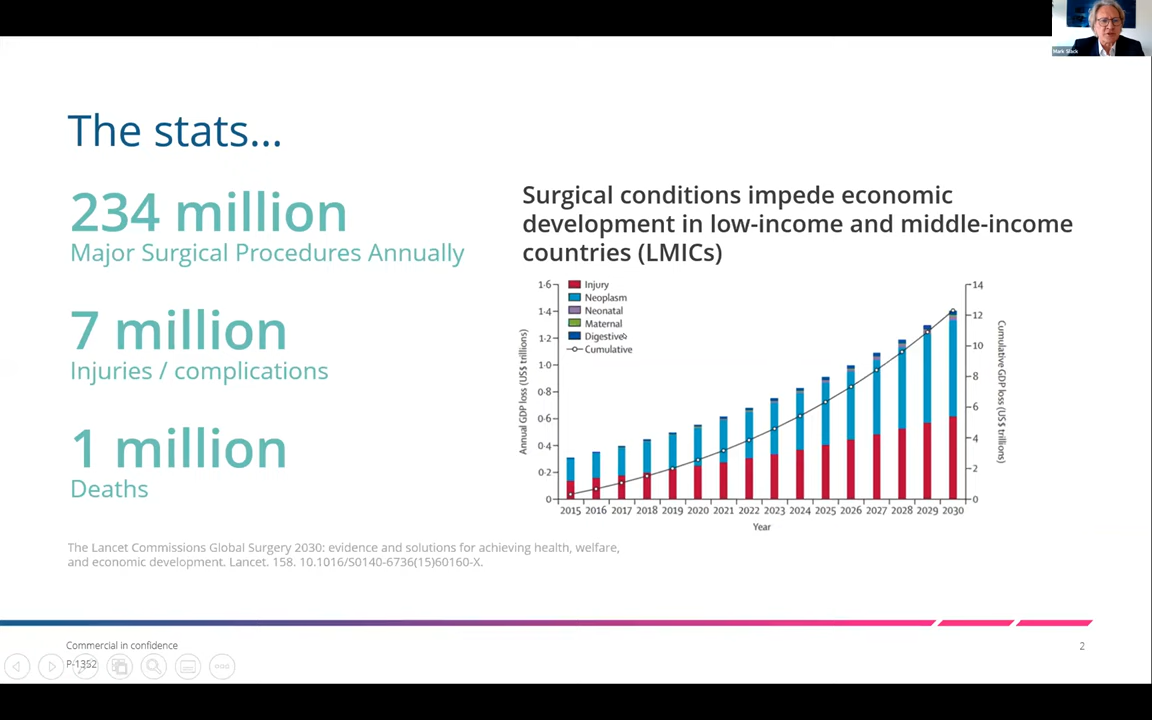 Mark Slack
The stats...
234 million
Major Surgical Procedures Annually
7 million
Injuries / complications
1 million
Deaths
Surgical conditions impede economic
development in low-income and middle-income
countries (LMICs)
Injury
Neoplasm
Neonatal
Maternal
Digestive
Cumulative
Annual GDP loss (US$ trillions)
1·6
1·4
1·2
1·0
0·8
0·6
0·4
0·2
0
14
12
10
8
6
4
2
0
Cumulative GDP loss (US$ trillions)
2015 2016 2017 2018 2019 2020 2021 2022 2023 2024 2025 2026 2027 2028 2029 2030
Year
The Lancet Commissions Global Surgery 2030: evidence and solutions for achieving health, welfare,
and economic development. Lancet. 158. 10.1016/S0140-6736(15)60160-X.
Commercial in confidence
P-1352
2